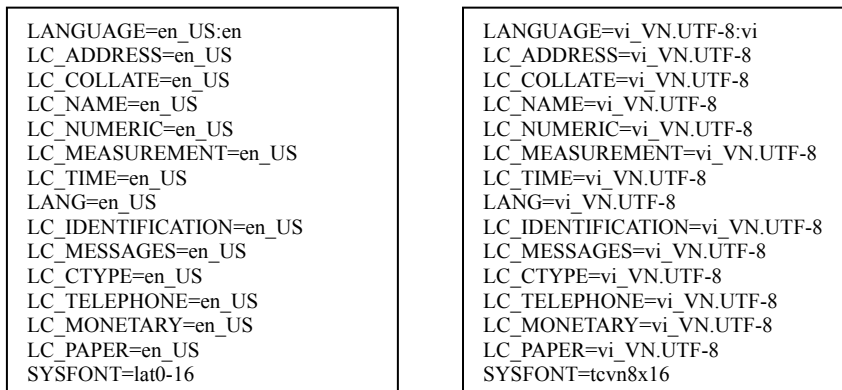 LANGUAGE=en_US:en
LC_ADDRESS=en_US
LC_COLLATE=en_US
LC_NAME=en_US
LC_NUMERIC=en_US
LC_MEASUREMENT=en_US
LC_TIME=en_US
LANG=en_US
LC_IDENTIFICATION=en_US
LC_MESSAGES=en_US
LC_CTYPE=en_US
LC_TELEPHONE=en_US
LC_MONETARY=en_US
LC_PAPER=en_US
SYSFONT=lat0-16
LANGUAGE=vi_VN.UTF-8:vi
LC_ADDRESS=vi_VN.UTF-8
LC_COLLATE=vi_VN.UTF-8
LC_NAME=vi_VN.UTF-8
LC_NUMERIC=vi_VN.UTF-8
LC_MEASUREMENT=vi_VN.UTF-8
LC_TIME=vi_VN.UTF-8
LANG=vi_VN.UTF-8
LC_IDENTIFICATION=vi_VN.UTF-8
LC_MESSAGES=vi_VN.UTF-8
LC_CTYPE=vi_VN.UTF-8
LC_TELEPHONE=vi_VN.UTF-8
LC_MONETARY=vi_VN.UTF-8
LC_PAPER=vi_VN.UTF-8
SYSFONT=tcvn8x16